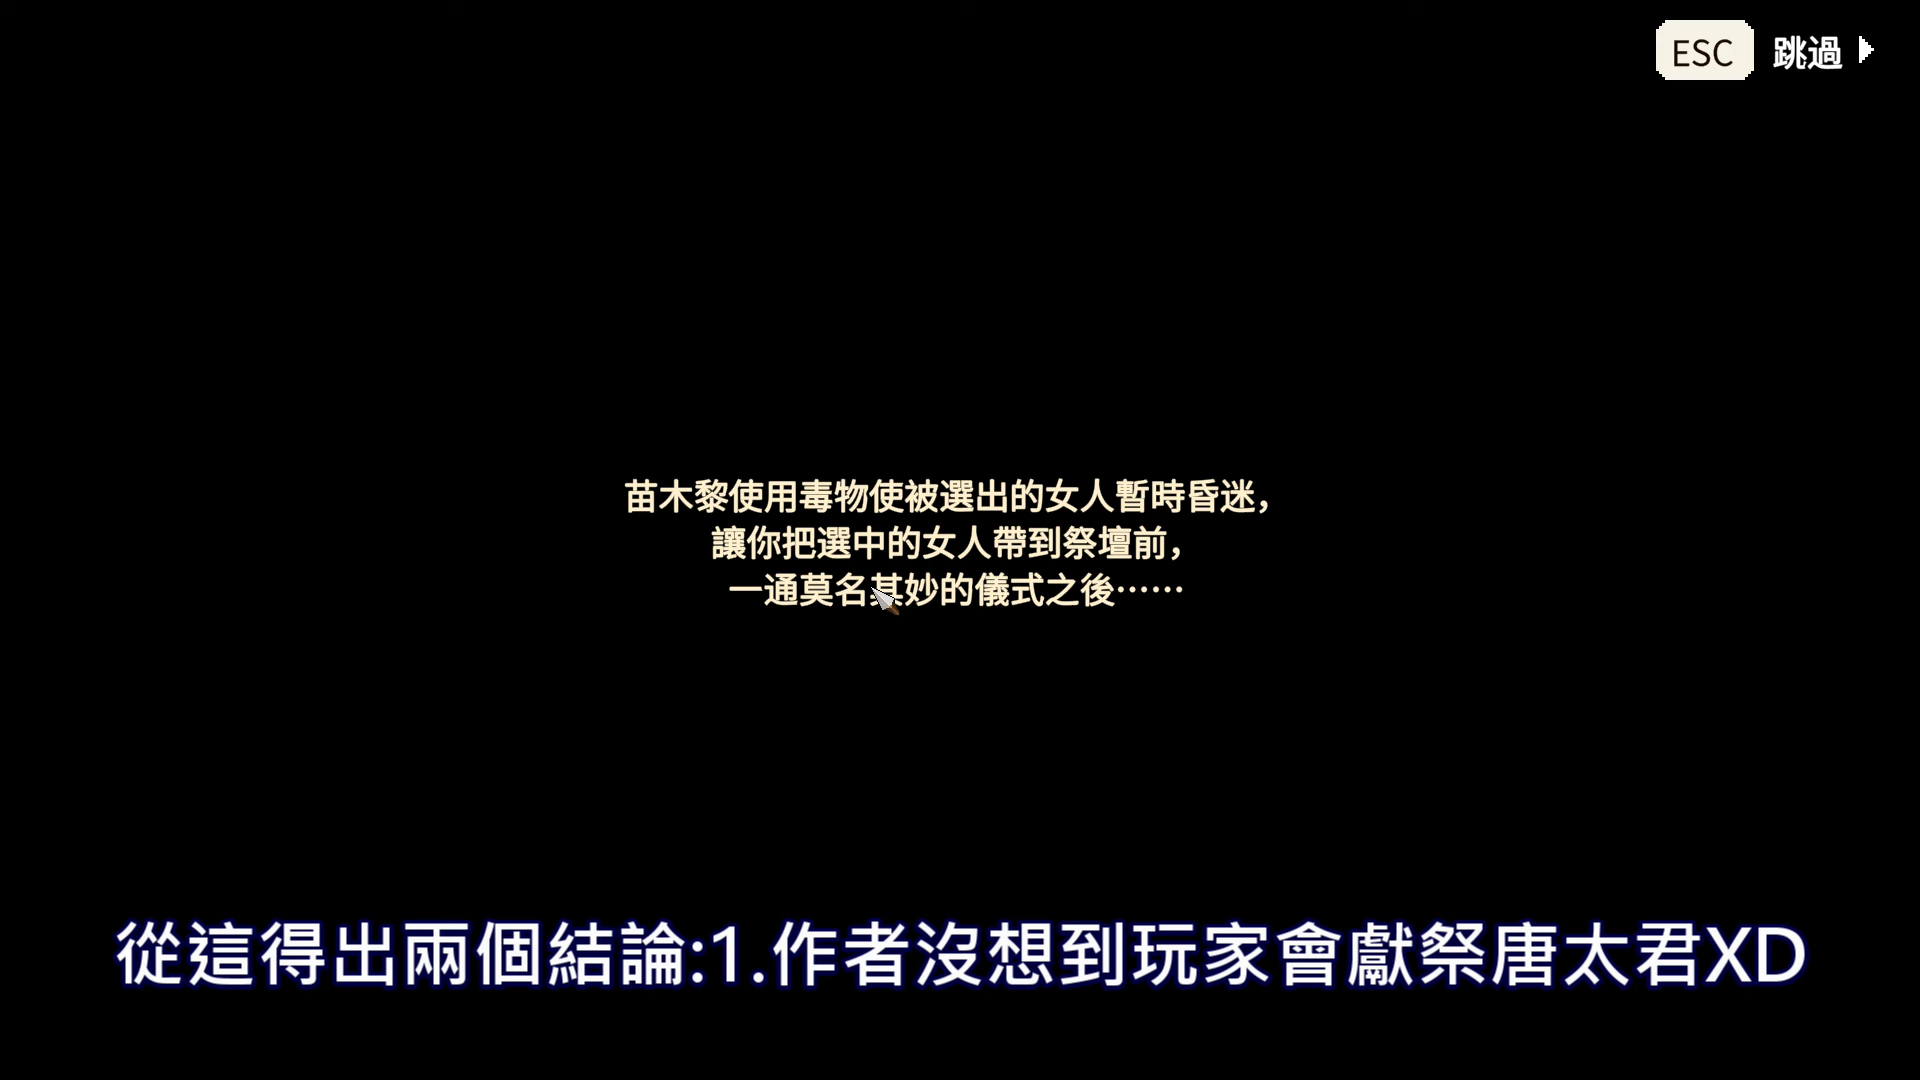 ESC 跳過
苗木黎使用毒物使被選出的女人暫時昏迷，
讓你把選中的女人帶到祭壇前，
一通莫名其妙的儀式之後……
從這得出兩個結論:1.作者沒想到玩家會獻祭唐太君XD